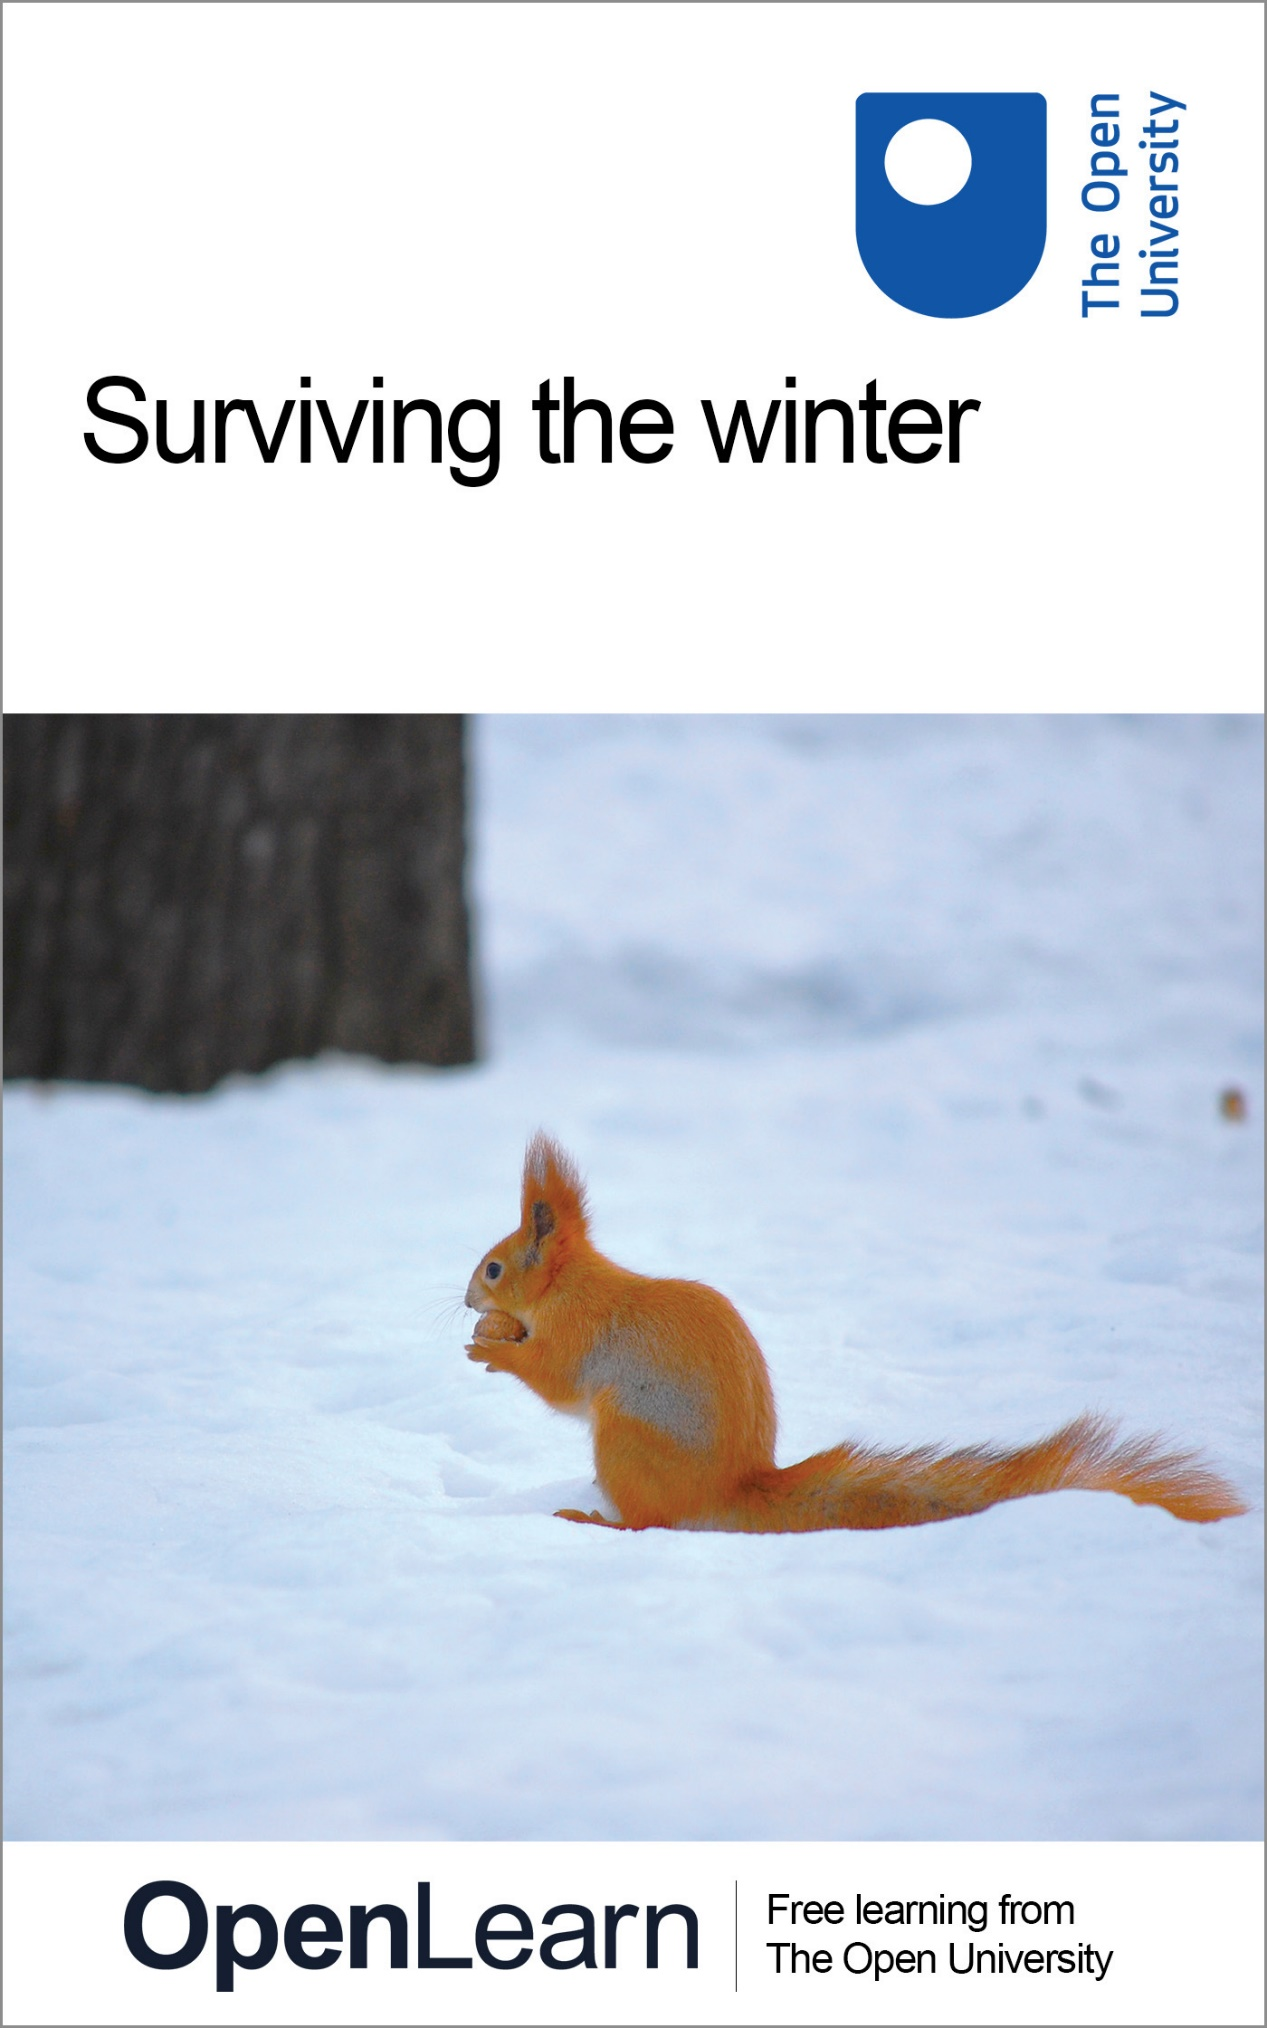 The Open
University
Surviving the winter
OpenLearn
Free learning from
The Open University